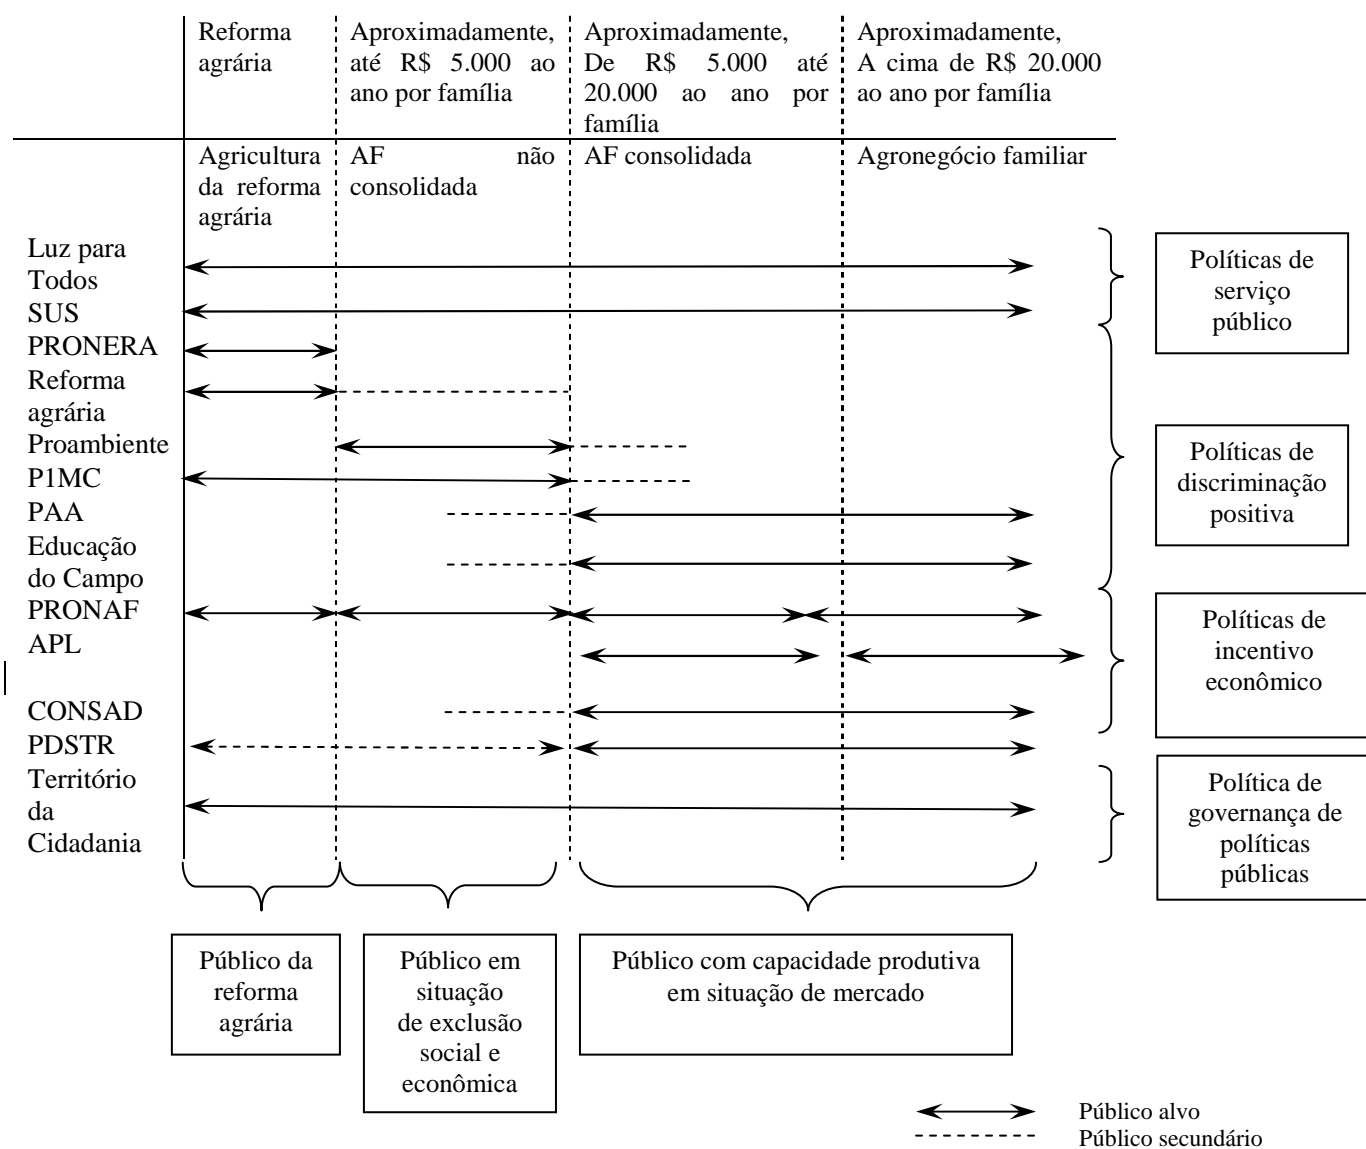 Reforma
agrária
Aproximadamente,
até R$ 5.000 ao
ano por família
Aproximadamente,
De R$ 5.000 até
20.000 ao ano por
família
Aproximadamente,
A cima de R$ 20.000
ao ano por família
Agricultura
da reforma
agrária
AF não
consolidada
AF consolidada
Agronegócio familiar
Luz para
Todos
SUS
PRONERA
Reforma
agrária
Proambiente
P1MC
PAA
Educação
do Campo
PRONAF
APL
CONSAD
PDSTR
Território
da
Cidadania
Políticas de
serviço
público
Políticas de
discriminação
positiva
Políticas de
incentivo
econômico
Política de
governança de
políticas
públicas
Público da
reforma
agrária
Público em
situação
de exclusão
social e
econômica
Público com capacidade produtiva
em situação de mercado
Público alvo
Público secundário